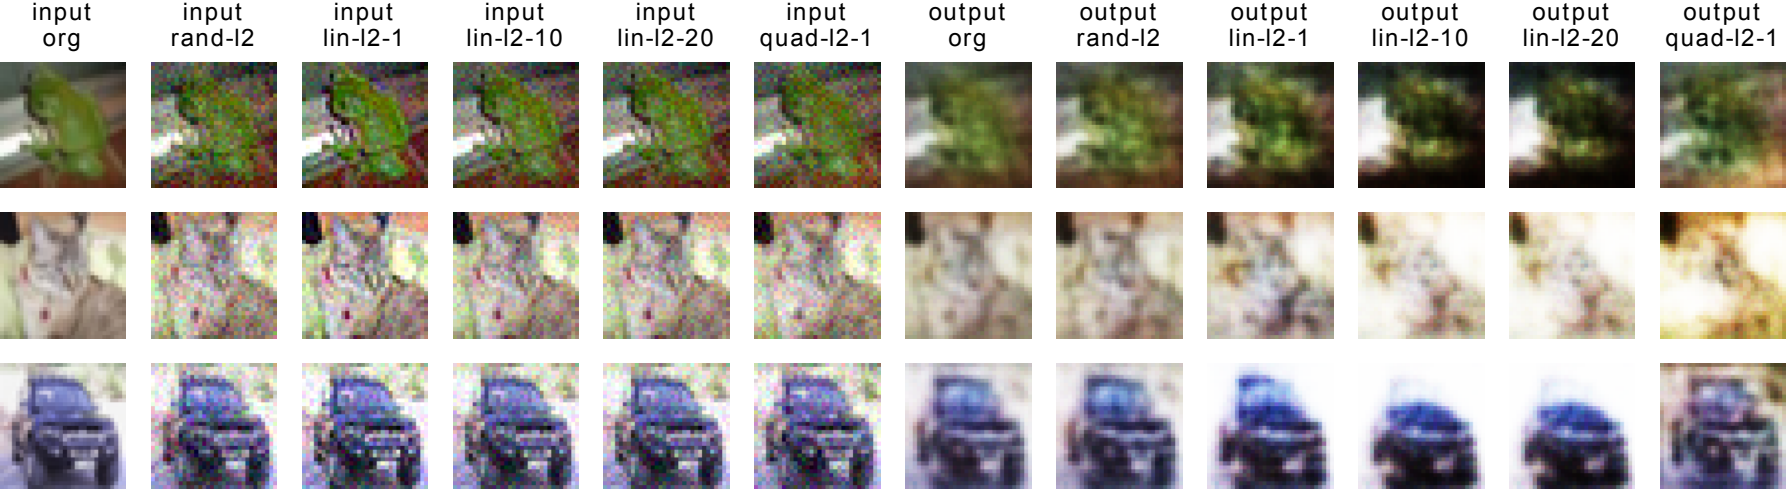 input input input input input input output output output output output output
org rand-l2 lin-l2-1 lin-l2-10 lin-l2-20 quad-l2-1 org rand-l2 lin-l2-1 lin-l2-10 lin-l2-20 quad-l2-1